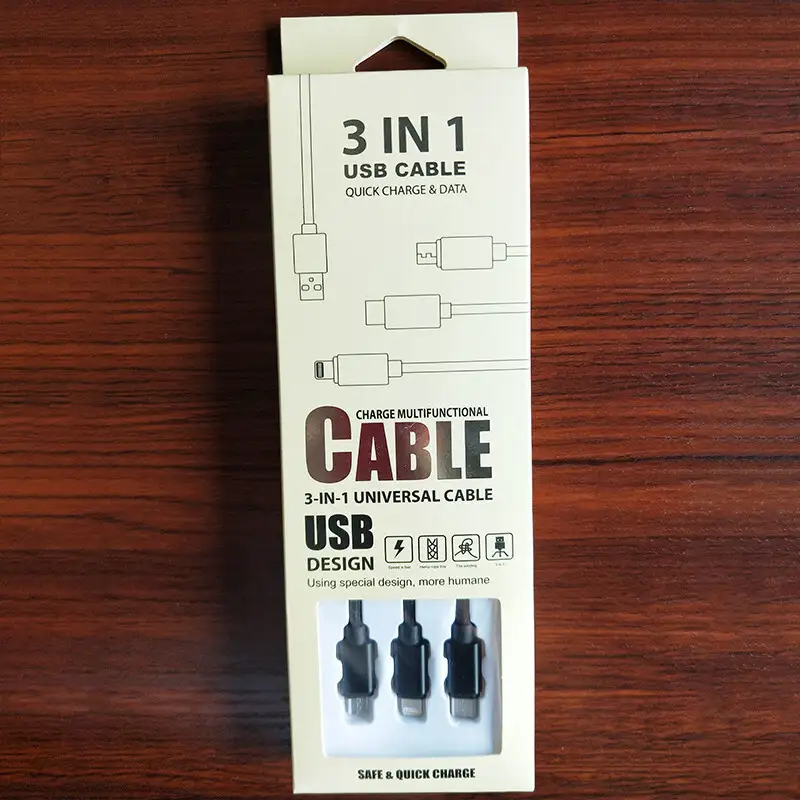 3 IN 1
USB CABLE
QUICK CHARGE & DATA
CHARGE MULTIFUNCTIONAL
CABLE
3-IN-1 UNIVERSAL CABLE
USB
DESIGN
Using special design, more humane
SAFE & QUICK CHARGE